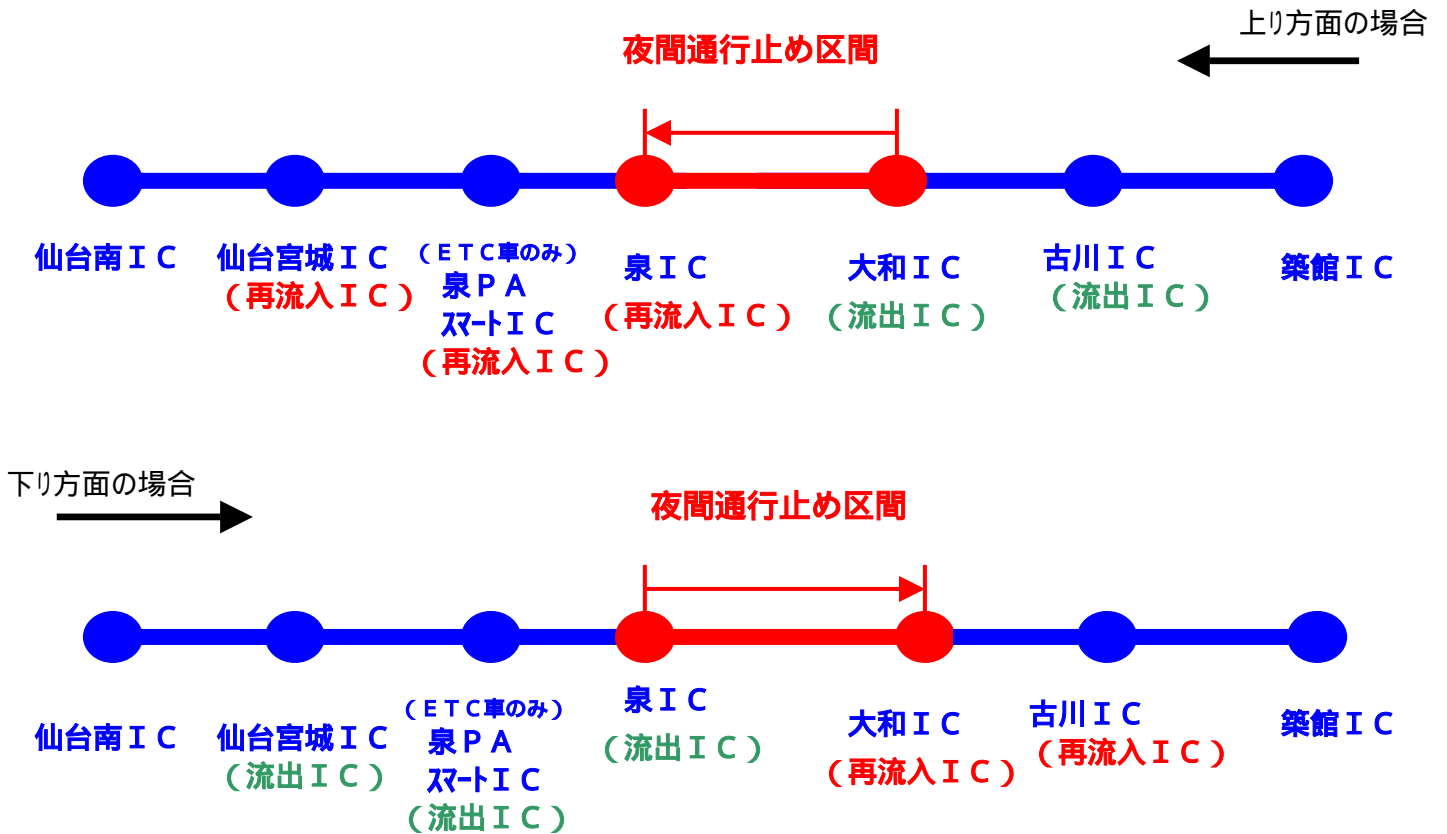 上り方面の場合
夜間通行止め区間
仙台南ＩＣ
仙台宮城ＩＣ
（再流入ＩＣ）
（ＥＴＣ車のみ）
泉ＰＡ
ｽﾏｰﾄＩＣ
（再流入ＩＣ）
泉ＩＣ
（再流入ＩＣ）
大和ＩＣ
（流出ＩＣ）
古川ＩＣ
（流出ＩＣ）
築館ＩＣ
下り方面の場合
夜間通行止め区間
仙台南ＩＣ
仙台宮城ＩＣ
（流出ＩＣ）
（ＥＴＣ車のみ）
泉ＰＡ
ｽﾏｰﾄＩＣ
（流出ＩＣ）
泉ＩＣ
（流出ＩＣ）
大和ＩＣ
（再流入ＩＣ）
古川ＩＣ
（再流入ＩＣ）
築館ＩＣ